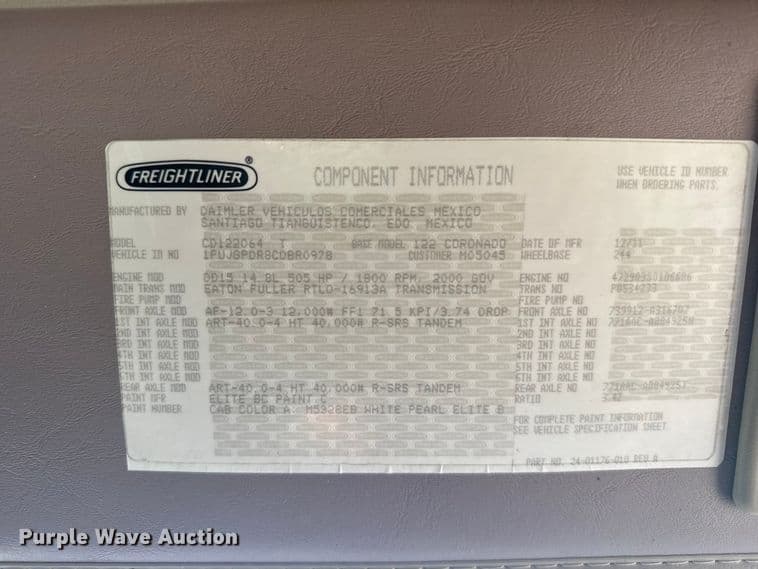 FREIGHTLINER®
COMPONENT INFORMATION
USE VEHICLE ID NUMBER
WHEN ORDERING PARTS.
MANUFACTURED BY DAIMLER VEHICULOS COMERCIALES MEXICO
SANTIAGO TIANGUISTENCO, EDO. MEXICO
MODEL CD122064 T BASE MODEL 122 CORONADO DATE OF MFR 12/11
VEHICLE ID NO CUSTOMER M05045 WHEELBASE 244
ENGINE MOD DD15 14.8L 505 HP / 1800 RPM, 2000 GOV ENGINE NO
MAIN TRANS MOD EATON FULLER RTLO-16913A TRANSMISSION TRANS NO
FIRE PUMP MOD FIRE PUMP NO
FRONT AXLE MOD AF-12.0-3 12,000# FF1 71.5 KPI/3.74 DROP FRONT AXLE NO
1ST INT AXLE MOD ART-40.0-4 HT 40,000# R-SRS TANDEM 1ST INT AXLE NO
2ND INT AXLE MOD 2ND INT AXLE NO
3RD INT AXLE MOD 3RD INT AXLE NO
4TH INT AXLE MOD 4TH INT AXLE NO
5TH INT AXLE MOD 5TH INT AXLE NO
6TH INT AXLE MOD 6TH INT AXLE NO
REAR AXLE MOD ART-40.0-4 HT 40,000# R-SRS TANDEM REAR AXLE NO
PAINT MFR ELITE BC PAINT C RATIO
PAINT NUMBER CAB COLOR A: WHITE PEARL ELITE B
FOR COMPLETE PAINT INFORMATION
SEE VEHICLE SPECIFICATION SHEET
PART NO. 24-01176-010 REV A
Purple Wave Auction